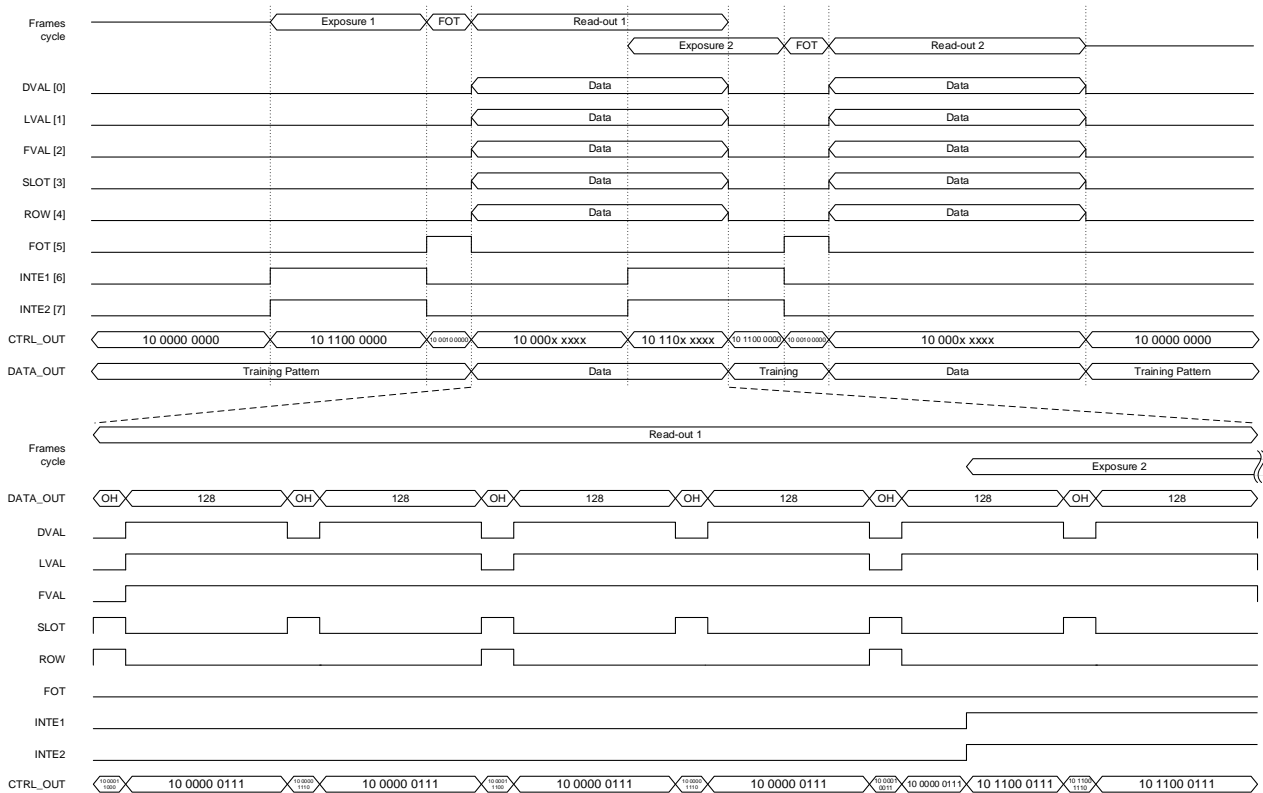 Exposure 1 FOT Read-out 1
Frames
cycle
Exposure 2 FOT Read-out 2
DVAL [0] Data Data
LVAL [1] Data Data
FVAL [2] Data Data
SLOT [3] Data Data
ROW [4] Data Data
FOT [5]
INTE1 [6]
INTE2 [7]
CTRL_OUT 10 0000 0000 10 1100 0000 10 0010 0000 10 000x xxxx 10 110x xxxx 10 1100 0000 10 0010 0000 10 000x xxxx 10 0000 0000
DATA_OUT Training Pattern Data Training Data Training Pattern
Read-out 1
Frames
cycle
Exposure 2
DATA_OUT OH 128 OH 128 OH 128 OH 128 OH 128 OH 128
DVAL
LVAL
FVAL
SLOT
ROW
FOT
INTE1
INTE2
CTRL_OUT 10 0001 1000 10 0000 0111 10 0000 1110 10 0000 0111 10 0001 1100 10 0000 0111 10 0000 1110 10 0000 0111 10 0001 0011 10 0000 0111 10 1100 0111 10 1100 1110 10 1100 0111